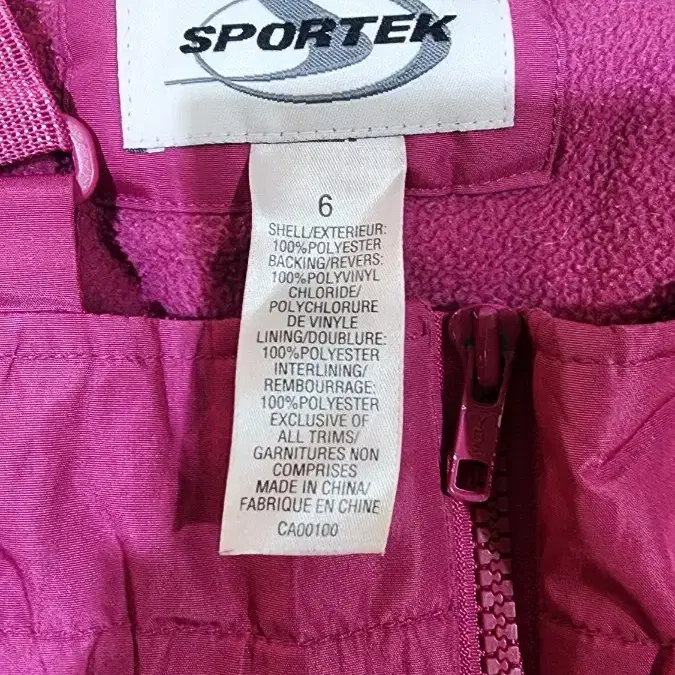 SPORTEK
6
SHELL/EXTERIEUR:
100%POLYESTER
BACKING/REVERS:
100%POLYVINYL
CHLORIDE/
POLYCHLORURE
DE VINYLE
LINING/DOUBLURE:
100%POLYESTER
INTERLINING/
REMBOURRAGE:
100%POLYESTER
EXCLUSIVE OF
ALL TRIMS/
GARNITURES NON
COMPRISES
MADE IN CHINA/
FABRIQUE EN CHINE
CA00100